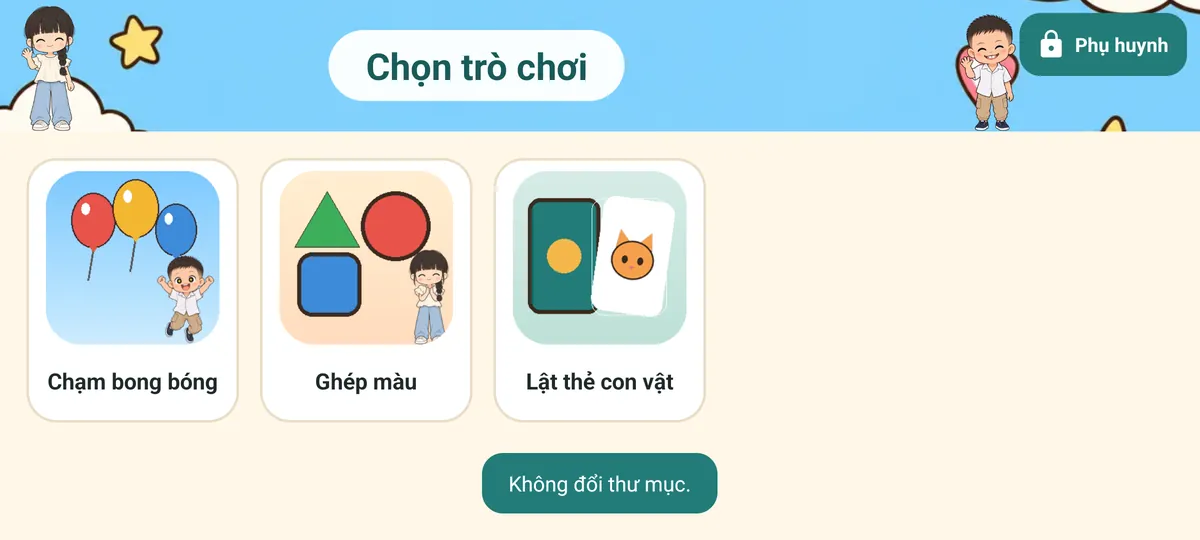 Chọn trò chơi
Phụ huynh
Chạm bong bóng
Ghép màu
Lật thẻ con vật
Không đổi thư mục.